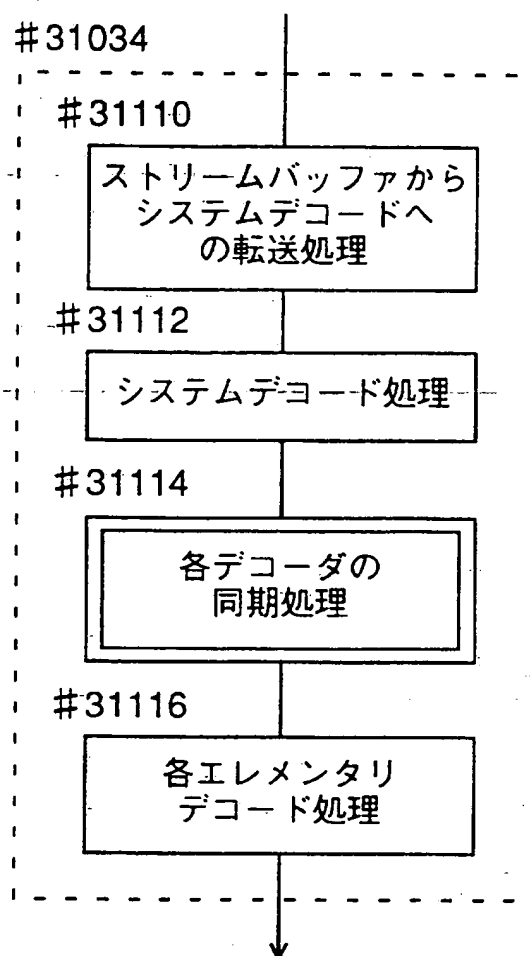 #31034
#31110
ストリームバッファから
システムデコードヘ
の転送処理
#31112
システムデコード処理
#31114
各デコーダの
同期処理
#31116
各エレメンタリ
デコード処理